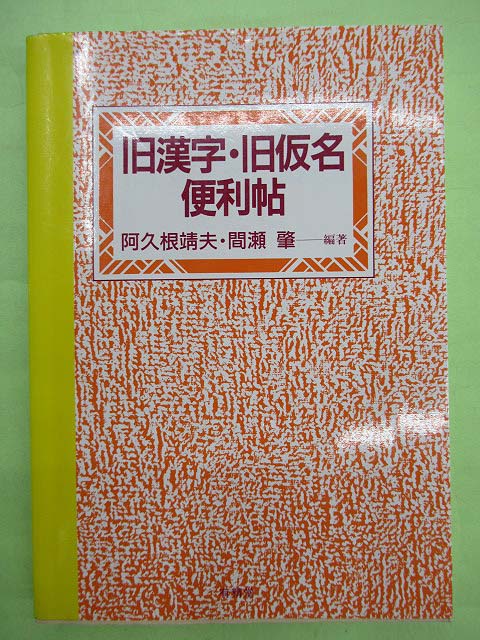 旧漢字・旧仮名
便利帖
阿久根靖夫・間瀬 肇──編著